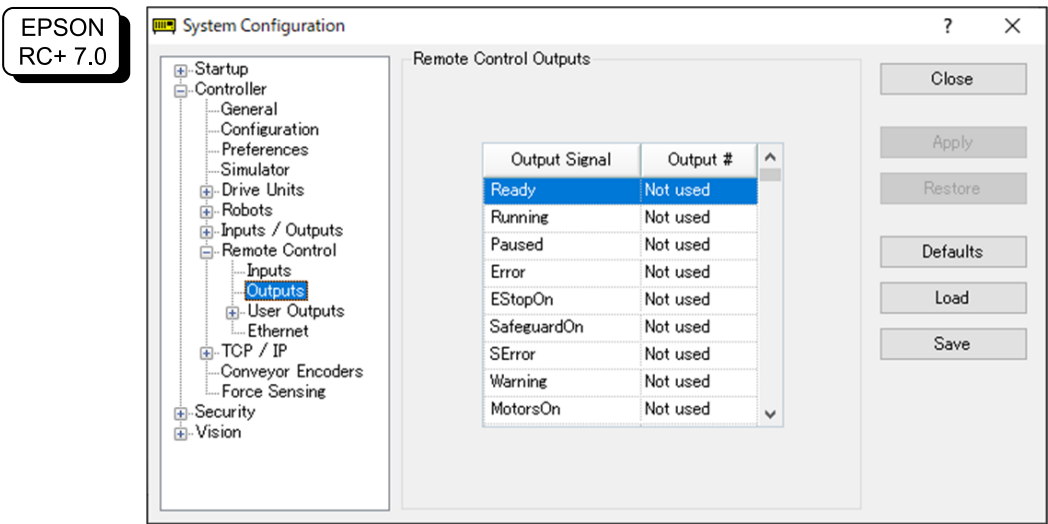 EPSON
RC+ 7.0
System Configuration
?
Startup
Controller
General
Configuration
Preferences
Simulator
Drive Units
Robots
Inputs / Outputs
Remote Control
Inputs
Outputs
User Outputs
Ethernet
TCP / IP
Conveyor Encoders
Force Sensing
Security
Vision
Remote Control Outputs
Output Signal Output #
Ready Not used
Running Not used
Paused Not used
Error Not used
EStopOn Not used
SafeguardOn Not used
SError Not used
Warning Not used
MotorsOn Not used
Close
Apply
Restore
Defaults
Load
Save